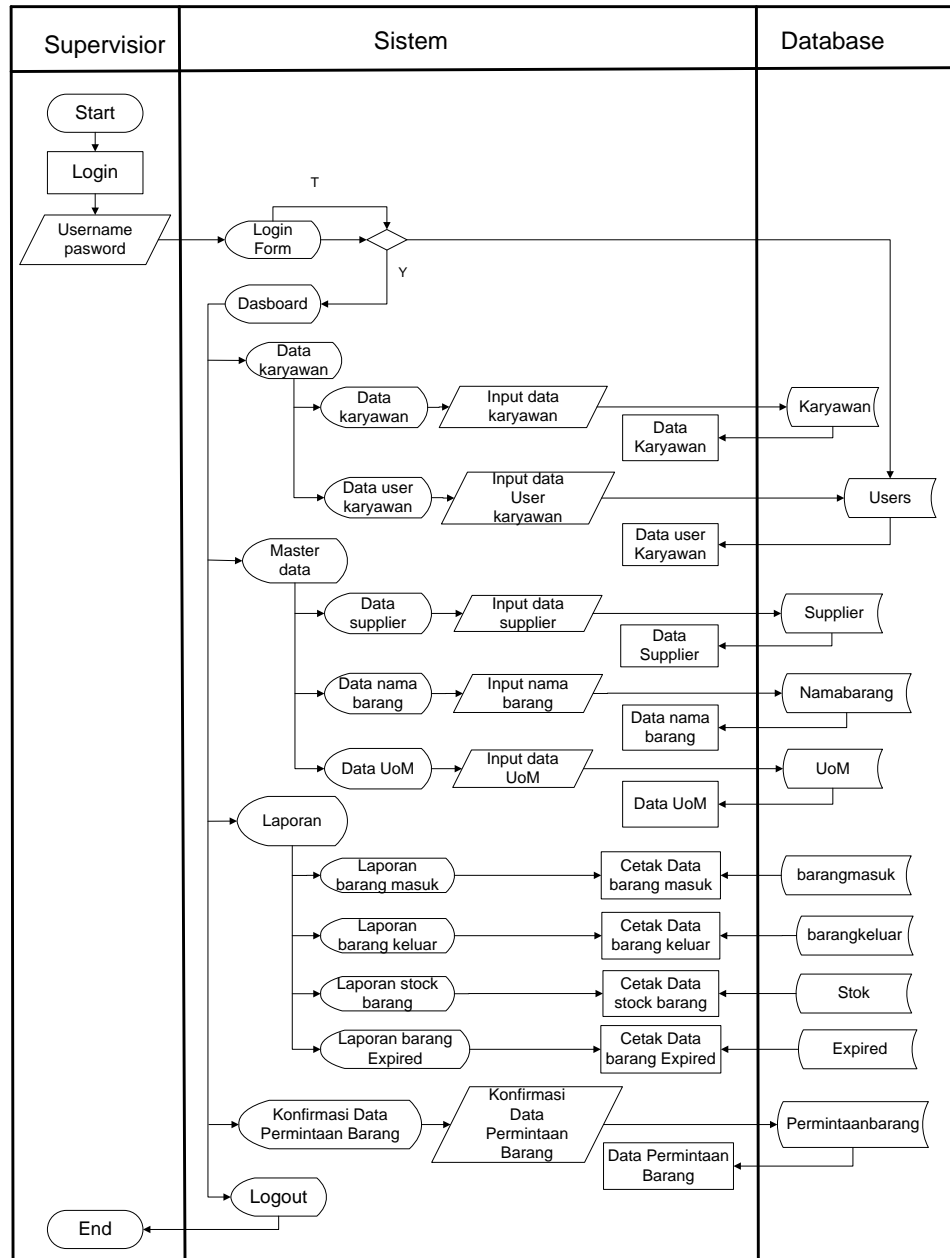 Supervisior
Sistem
Database
Start
Login
Username
pasword
T
Login
Form
Y
Dasboard
Data
karyawan
Data
karyawan
Input data
karyawan
Karyawan
Data
Karyawan
Data user
karyawan
Input data
User
karyawan
Users
Data user
Karyawan
Master
data
Data
supplier
Input data
supplier
Supplier
Data
Supplier
Data nama
barang
Input nama
barang
Namabarang
Data nama
barang
Data UoM
Input data
UoM
UoM
Data UoM
Laporan
Laporan
barang masuk
Cetak Data
barang masuk
barangmasuk
Laporan
barang keluar
Cetak Data
barang keluar
barangkeluar
Laporan stock
barang
Cetak Data
stock barang
Stok
Laporan barang
Expired
Cetak Data
barang Expired
Expired
Konfirmasi Data
Permintaan Barang
Konfirmasi
Data
Permintaan
Barang
Permintaanbarang
Data Permintaan
Barang
Logout
End